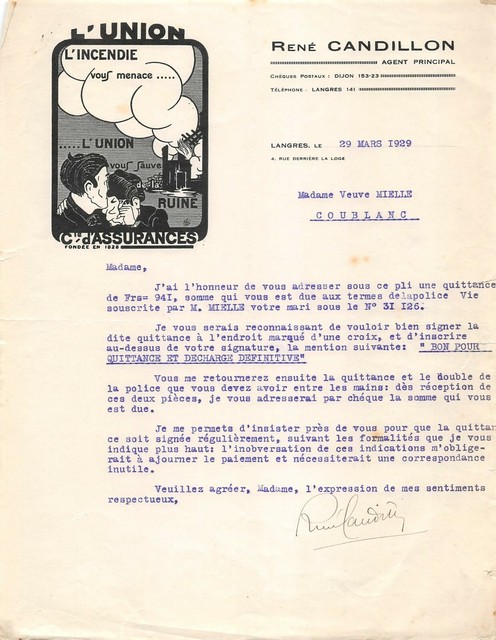 L'UNION
L'INCENDIE
vous menace .....
.....L'UNION
vous sauve
de la
RUINE
Cie d'ASSURANCES
FONDÉE EN 1828
RENÉ CANDILLON
AGENT PRINCIPAL
CHÈQUES POSTAUX : DIJON 153-23
TÉLÉPHONE . LANGRES 141
LANGRES, LE 29 MARS 1929
4, RUE DERRIÈRE LA LOGE
Madame Veuve MIELLE
COUBLANC
Madame,
J'ai l'honneur de vous adresser sous ce pli une quittance
de Frs= 941, somme qui vous est due aux termes delapolice Vie
souscrite par M. MIELLE votre mari sous le N° 3I I26.
Je vous serais reconnaissant de vouloir bien signer la
dite quittance à l'endroit marqué d'une croix, et d'inscrire
au-dessus de votre signature, la mention suivante: " BON POUR
QUITTANCE ET DECHARGE DEFINITIVE"
Vous me retournerez ensuite la quittance et le double de
la police que vous devez avoir entre les mains: dès réception de
ces deux pièces, je vous adresserai par chéque la somme qui vous
est due.
Je me permets d'insister près de vous pour que la quittan
ce soit signée régulièrement, suivant les formalités que je vous
indique plus haut: l'inobversation de ces indications m'oblige-
rait à ajourner le paiement et nécessiterait une correspondance
inutile.
Veuillez agréer, Madame, l'expression de mes sentiments
respectueux,
René Candillon